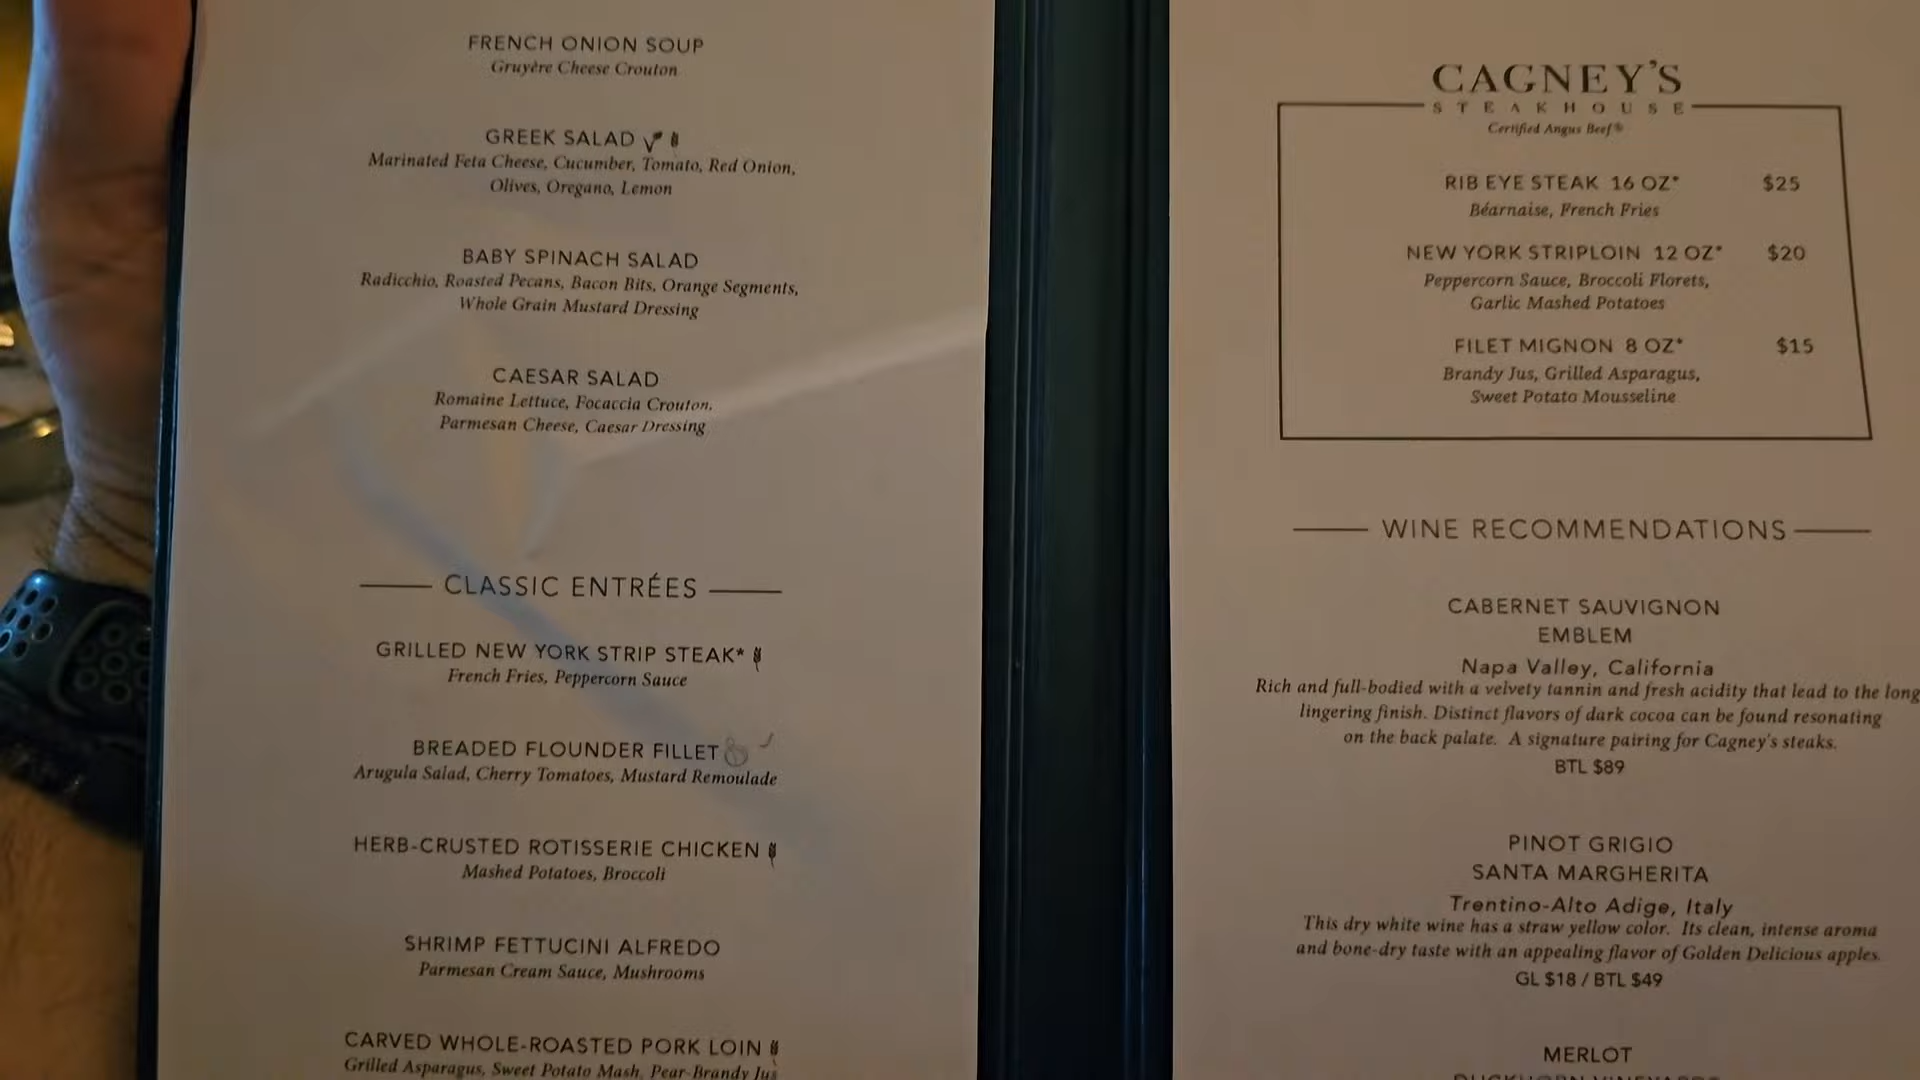 FRENCH ONION SOUP
Gruyère Cheese Crouton
GREEK SALAD
Marinated Feta Cheese, Cucumber, Tomato, Red Onion,
Olives, Oregano, Lemon
BABY SPINACH SALAD
Radicchio, Roasted Pecans, Bacon Bits, Orange Segments,
Whole Grain Mustard Dressing
CAESAR SALAD
Romaine Lettuce, Focaccia Crouton,
Parmesan Cheese, Caesar Dressing
CLASSIC ENTRÉES
GRILLED NEW YORK STRIP STEAK*
French Fries, Peppercorn Sauce
BREADED FLOUNDER FILLET
Arugula Salad, Cherry Tomatoes, Mustard Remoulade
HERB-CRUSTED ROTISSERIE CHICKEN
Mashed Potatoes, Broccoli
SHRIMP FETTUCINI ALFREDO
Parmesan Cream Sauce, Mushrooms
CARVED WHOLE-ROASTED PORK LOIN
Grilled Asparagus, Sweet Potato Mash, Pear-Brandy Jus
CAGNEY'S
STEAKHOUSE
Certified Angus Beef®
RIB EYE STEAK 16 OZ* $25
Béarnaise, French Fries
NEW YORK STRIPLOIN 12 OZ* $20
Peppercorn Sauce, Broccoli Florets,
Garlic Mashed Potatoes
FILET MIGNON 8 OZ* $15
Brandy Jus, Grilled Asparagus,
Sweet Potato Mousseline
WINE RECOMMENDATIONS
CABERNET SAUVIGNON
EMBLEM
Napa Valley, California
Rich and full-bodied with a velvety tannin and fresh acidity that lead to the long
lingering finish. Distinct flavors of dark cocoa can be found resonating
on the back palate. A signature pairing for Cagney's steaks.
BTL $89
PINOT GRIGIO
SANTA MARGHERITA
Trentino-Alto Adige, Italy
This dry white wine has a straw yellow color. Its clean, intense aroma
and bone-dry taste with an appealing flavor of Golden Delicious apples.
GL $18 / BTL $49
MERLOT
DUCKHORN VINEYARDS